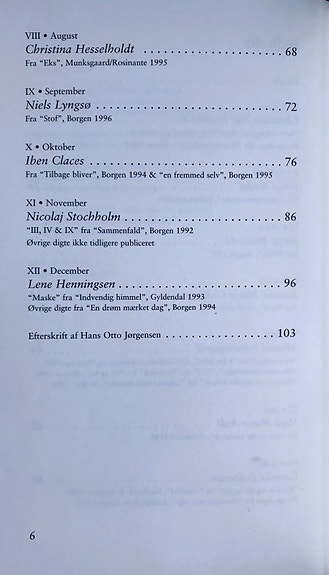 VIII • August
Christina Hesselholdt ..................... 68
Fra “Eks”, Munksgaard/Rosinante 1995
IX • September
Niels Lyngsø ............................. 72
Fra “Stof”, Borgen 1996
X • Oktober
Iben Claces .............................. 76
Fra “Tilbage bliver”, Borgen 1994 & “en fremmed selv”, Borgen 1995
XI • November
Nicolaj Stochholm ........................ 86
“III, IV & IX” fra “Sammenfald”, Borgen 1992
Øvrige digte ikke tidligere publiceret
XII • December
Lene Henningsen .......................... 96
“Maske” fra “Indvendig himmel”, Gyldendal 1993
Øvrige digte fra “En drøm mærket dag”, Borgen 1994
Efterskrift af Hans Otto Jørgensen ................. 103
6